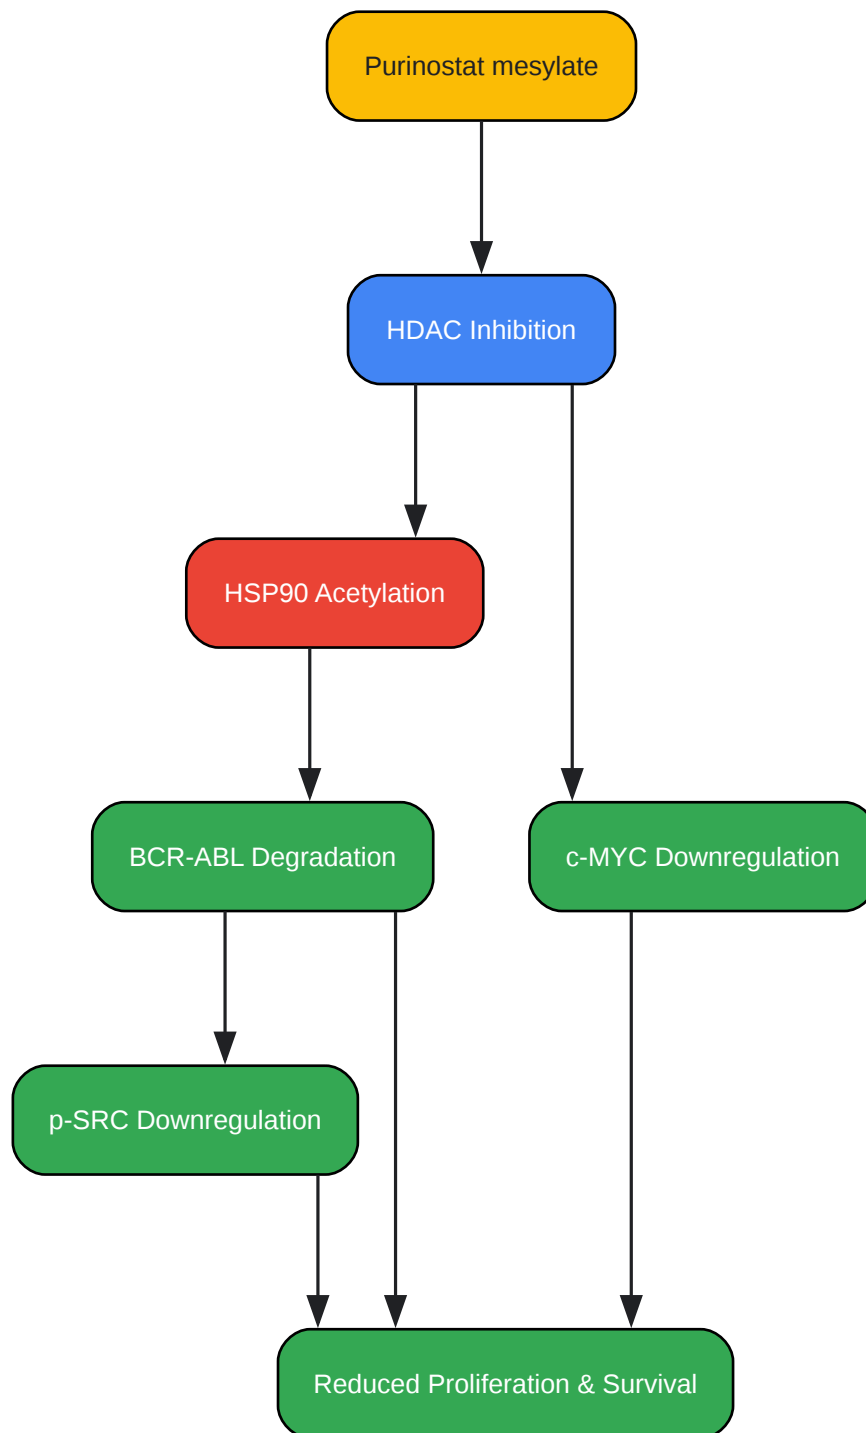 Purinostat mesylate
HDAC Inhibition
HSP90 Acetylation
BCR-ABL Degradation
c-MYC Downregulation
p-SRC Downregulation
Reduced Proliferation & Survival